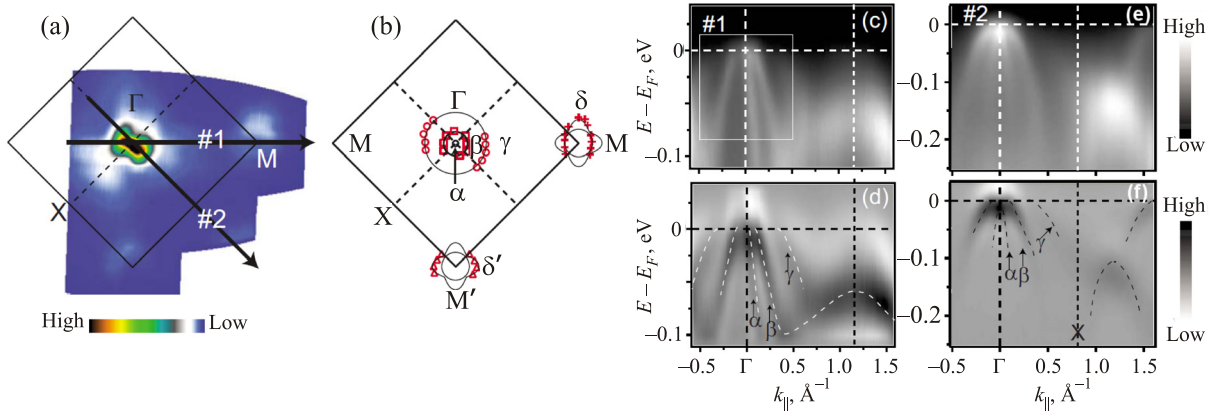 (a)
Γ
#1
M
X
#2
High
Low
(b)
Γ
δ
M
β
γ
M
α
X
δ′
M′
#1
(c)
E − E_F, eV
0
−0.1
(d)
E − E_F, eV
0
γ
α
β
−0.1
−0.5
Γ
0.5
1.0
1.5
k_||, Å⁻¹
#2
(e)
0
−0.1
−0.2
(f)
0
γ
αβ
−0.1
−0.2
X
−0.5
Γ
0.5
1.0
1.5
k_||, Å⁻¹
High
Low
High
Low